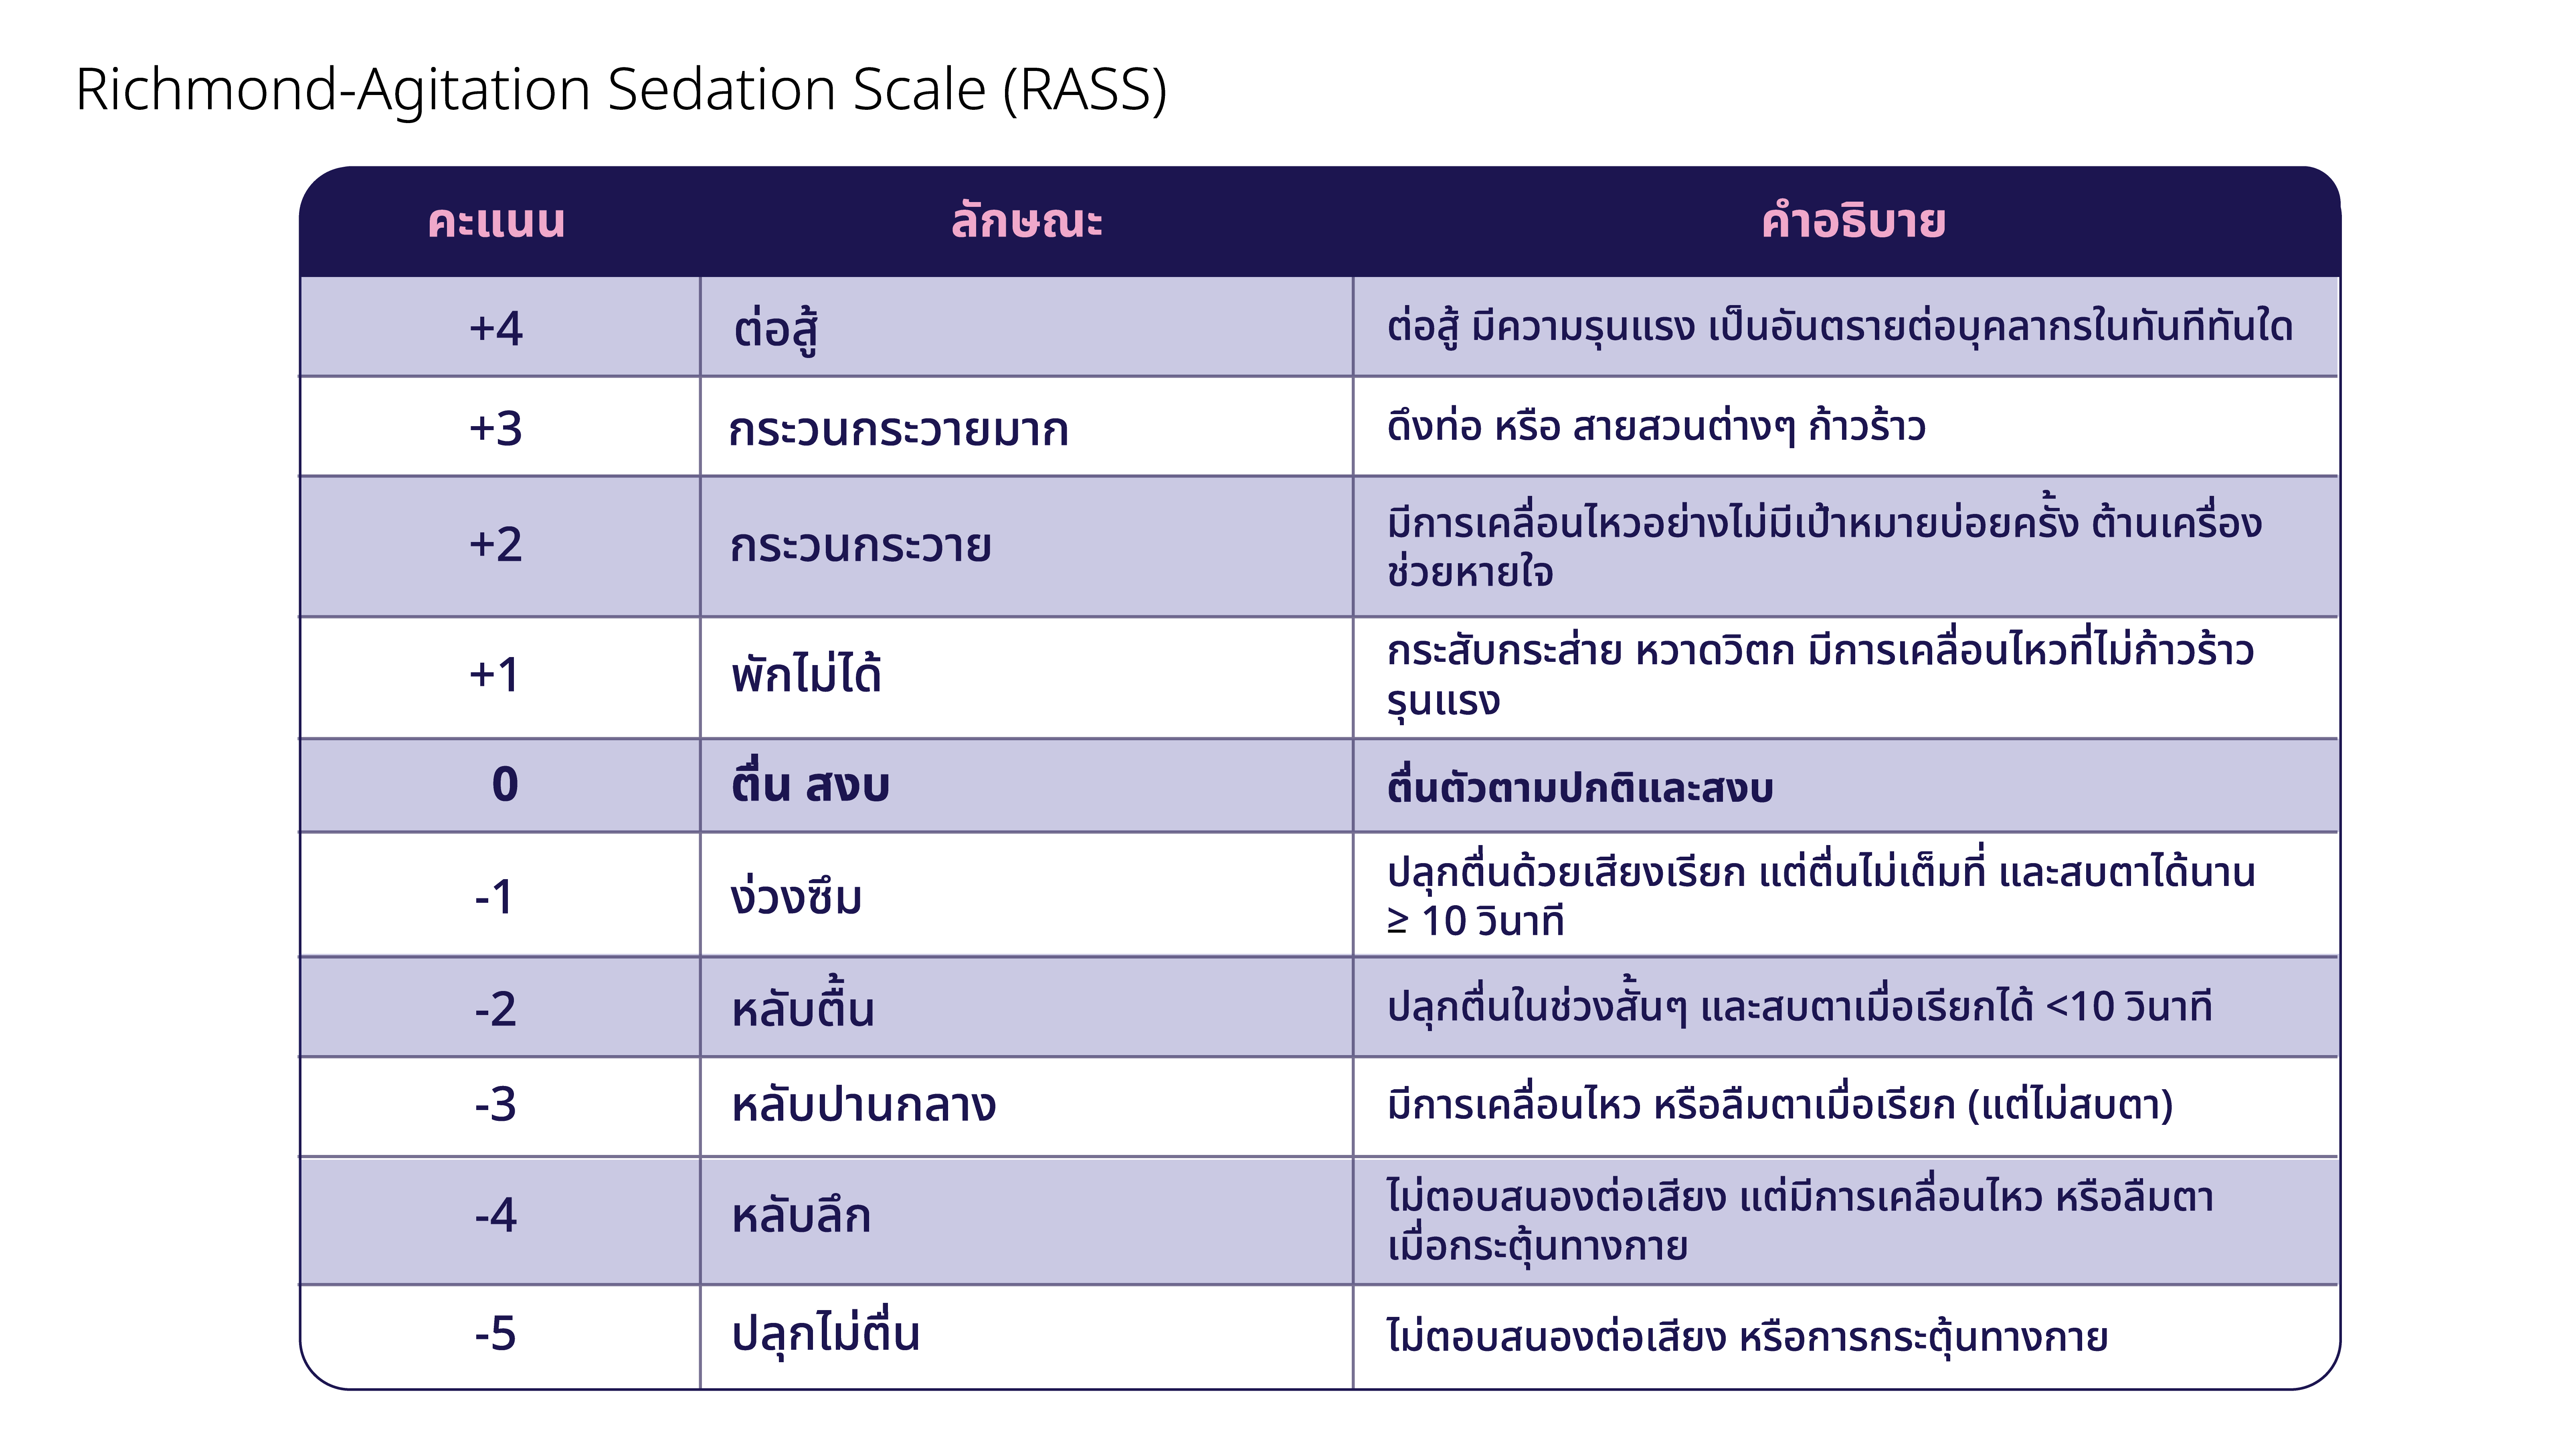 Richmond-Agitation Sedation Scale (RASS)
คะแนน ลักษณะ คำอธิบาย
+4 ต่อสู้ ต่อสู้ มีความรุนแรง เป็นอันตรายต่อบุคลากรในทันทีทันใด
+3 กระวนกระวายมาก ดึงท่อ หรือ สายสวนต่างๆ ก้าวร้าว
+2 กระวนกระวาย มีการเคลื่อนไหวอย่างไม่มีเป้าหมายบ่อยครั้ง ต้านเครื่อง
ช่วยหายใจ
+1 พักไม่ได้ กระสับกระส่าย หวาดวิตก มีการเคลื่อนไหวที่ไม่ก้าวร้าว
รุนแรง
0 ตื่น สงบ ตื่นตัวตามปกติและสงบ
-1 ง่วงซึม ปลุกตื่นด้วยเสียงเรียก แต่ตื่นไม่เต็มที่ และสบตาได้นาน
≥ 10 วินาที
-2 หลับตื้น ปลุกตื่นในช่วงสั้นๆ และสบตาเมื่อเรียกได้ <10 วินาที
-3 หลับปานกลาง มีการเคลื่อนไหว หรือลืมตาเมื่อเรียก (แต่ไม่สบตา)
-4 หลับลึก ไม่ตอบสนองต่อเสียง แต่มีการเคลื่อนไหว หรือลืมตา
เมื่อกระตุ้นทางกาย
-5 ปลุกไม่ตื่น ไม่ตอบสนองต่อเสียง หรือการกระตุ้นทางกาย